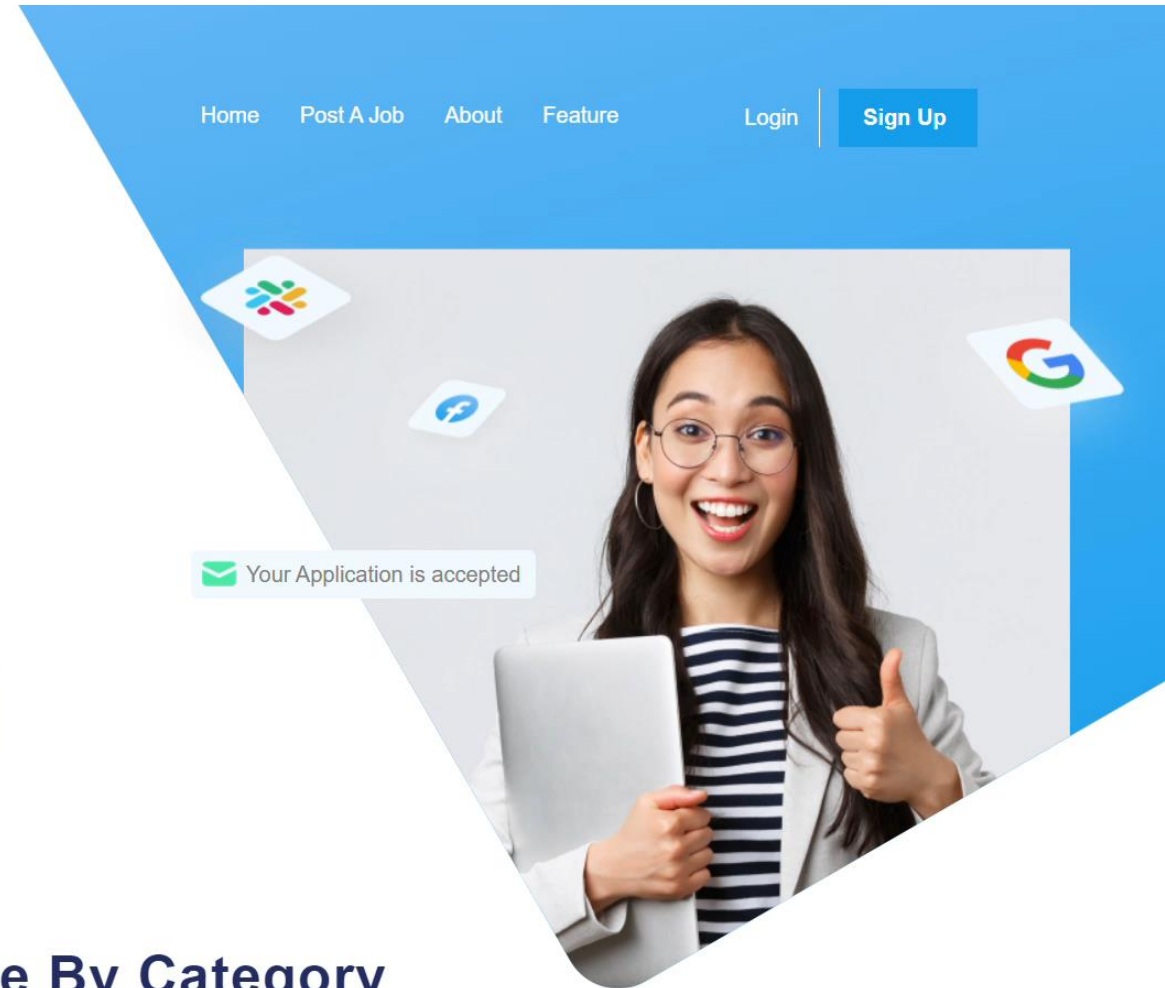 Home Post A Job About Feature Login Sign Up
Your Application is accepted
e By Category